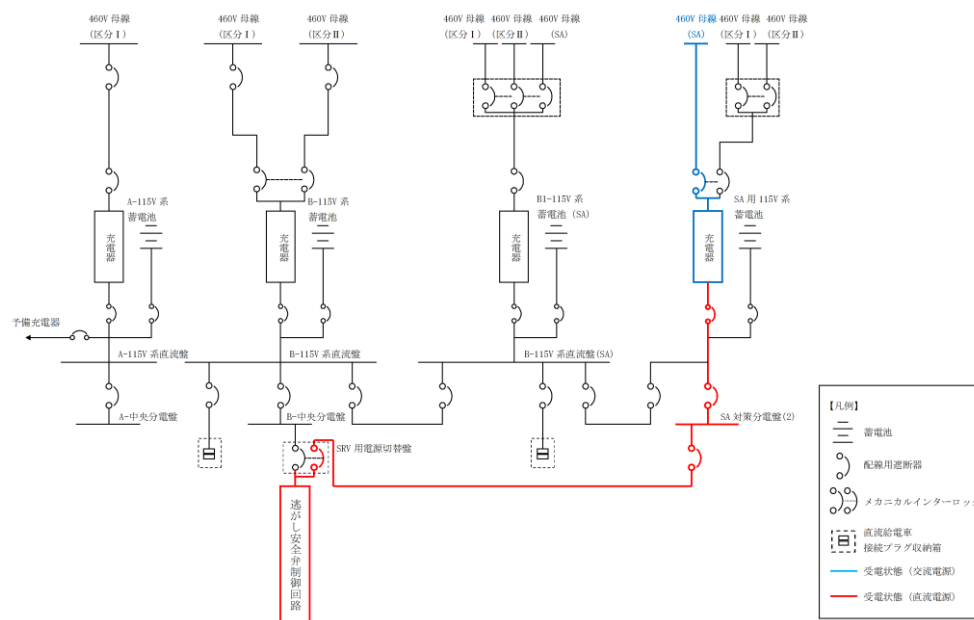 460V 母線
(区分Ⅰ)
460V 母線
(区分Ⅰ)
460V 母線
(区分Ⅱ)
460V 母線
(区分Ⅰ)
460V 母線
(区分Ⅱ)
460V 母線
(SA)
460V 母線
(SA)
460V 母線
(区分Ⅰ)
460V 母線
(区分Ⅱ)
A-115V 系
蓄電池
充電器
B-115V 系
蓄電池
充電器
B1-115V 系
蓄電池 (SA)
充電器
SA 用 115V 系
蓄電池
充電器
予備充電器
A-115V 系直流盤
B-115V 系直流盤
B-115V 系直流盤(SA)
A-中央分電盤
B-中央分電盤
SA 対策分電盤(2)
SRV 用電源切替盤
逃がし安全弁制御回路
【凡例】
蓄電池
配線用遮断器
メカニカルインターロック
直流給電車
接続プラグ収納箱
受電状態（交流電源）
受電状態（直流電源）